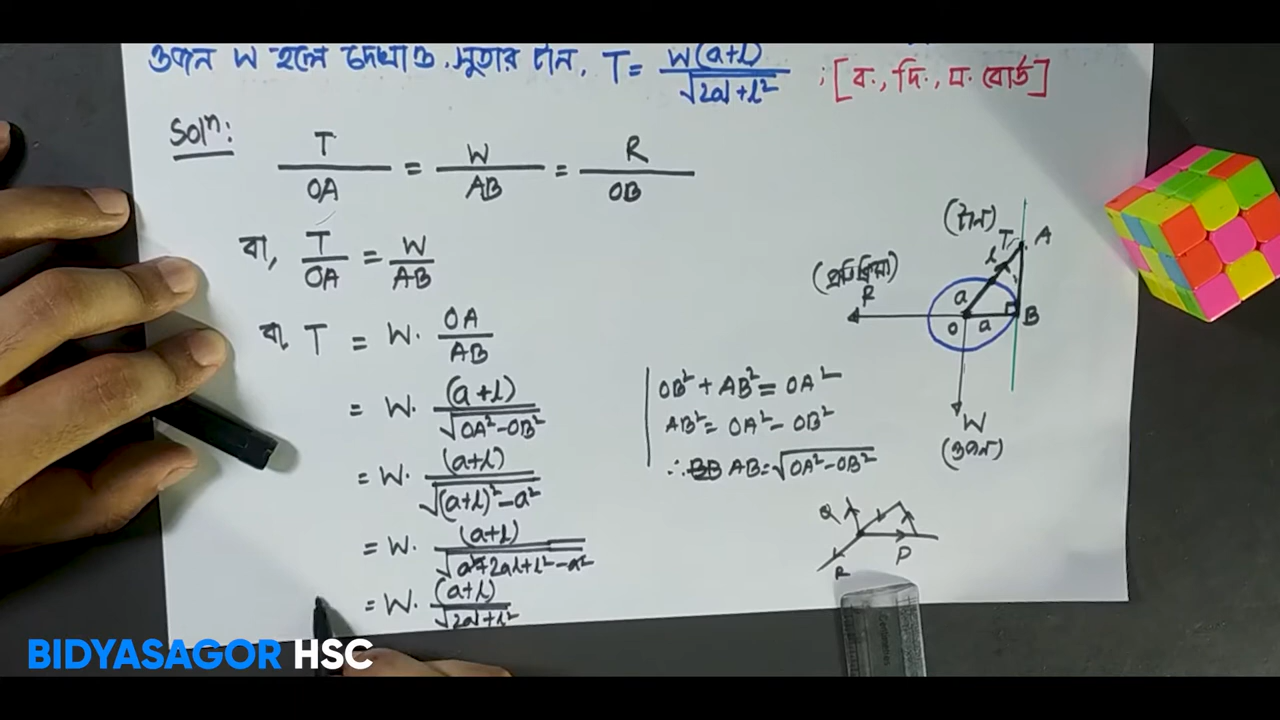 ওজন W হলে দেখাও, সুতার টান, T = W(a+l) / √2al+l² ; [ব., দি., য. বোর্ড]
Solⁿ:
T/OA = W/AB = R/OB
বা, T/OA = W/AB
বা, T = W. OA/AB
= W. (a+l)/√OA²-OB²
= W. (a+l)/√(a+l)²-a²
= W. (a+l)/√a²+2al+l²-a²
= W. (a+l)/√2al+l²
OB² + AB² = OA²
AB² = OA² - OB²
∴ AB = √OA²-OB²
(টান)
T A
l
(প্রতিক্রিয়া)
R
a
O a B
W
(ওজন)
Q
P
R
BIDYASAGOR HSC